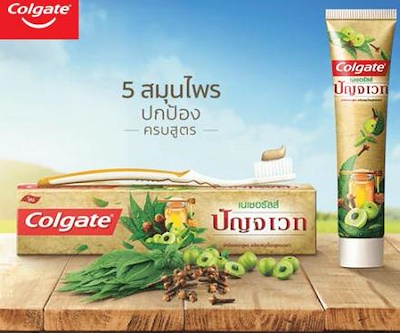 Colgate
5 สมุนไพร
ปกป้อง
ครบสูตร
Colgate
เนเชอรัลส์
ปัญจเวท
Colgate
เนเชอรัลส์
ปัญจเวท